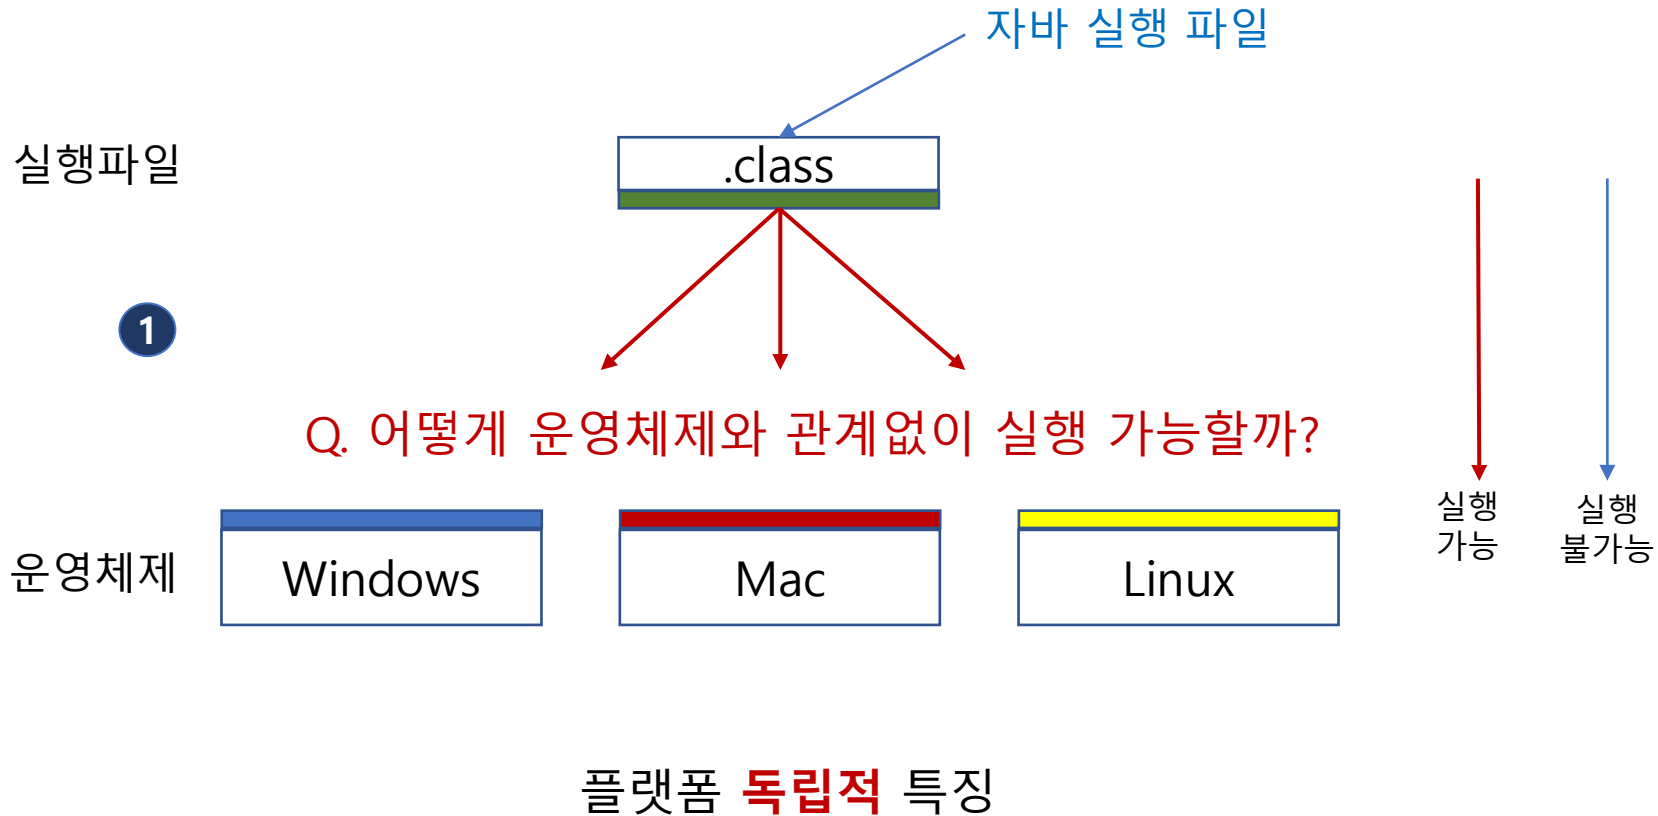 자바 실행 파일
실행파일
.class
1
Q. 어떻게 운영체제와 관계없이 실행 가능할까?
운영체제
Windows
Mac
Linux
실행
가능
실행
불가능
플랫폼 독립적 특징